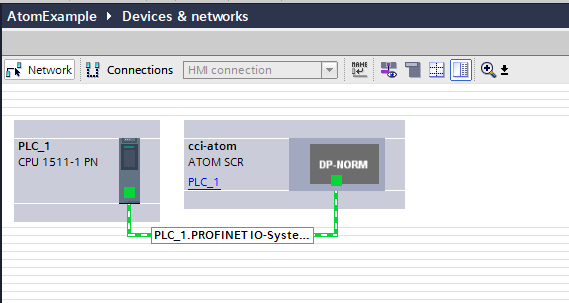 AtomExample ▸ Devices & networks
Network Connections HMI connection
NAME
PLC_1
CPU 1511-1 PN
cci-atom
ATOM SCR
PLC_1
DP-NORM
PLC_1.PROFINET IO-Syste...